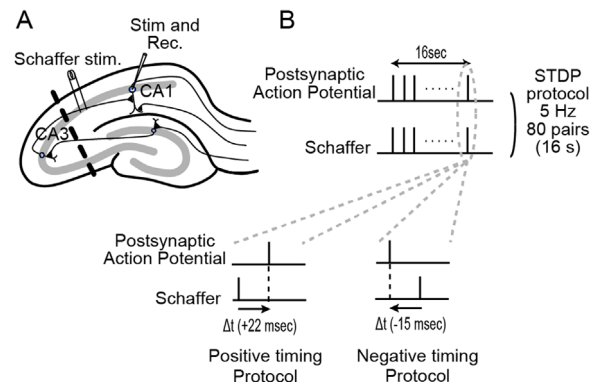 A
Stim and
Rec.
Schaffer stim.
CA1
CA3
B
16sec
Postsynaptic
Action Potential
Schaffer
STDP
protocol
5 Hz
80 pairs
(16 s)
Postsynaptic
Action Potential
Schaffer
Δt (+22 msec)
Δt (-15 msec)
Positive timing
Protocol
Negative timing
Protocol